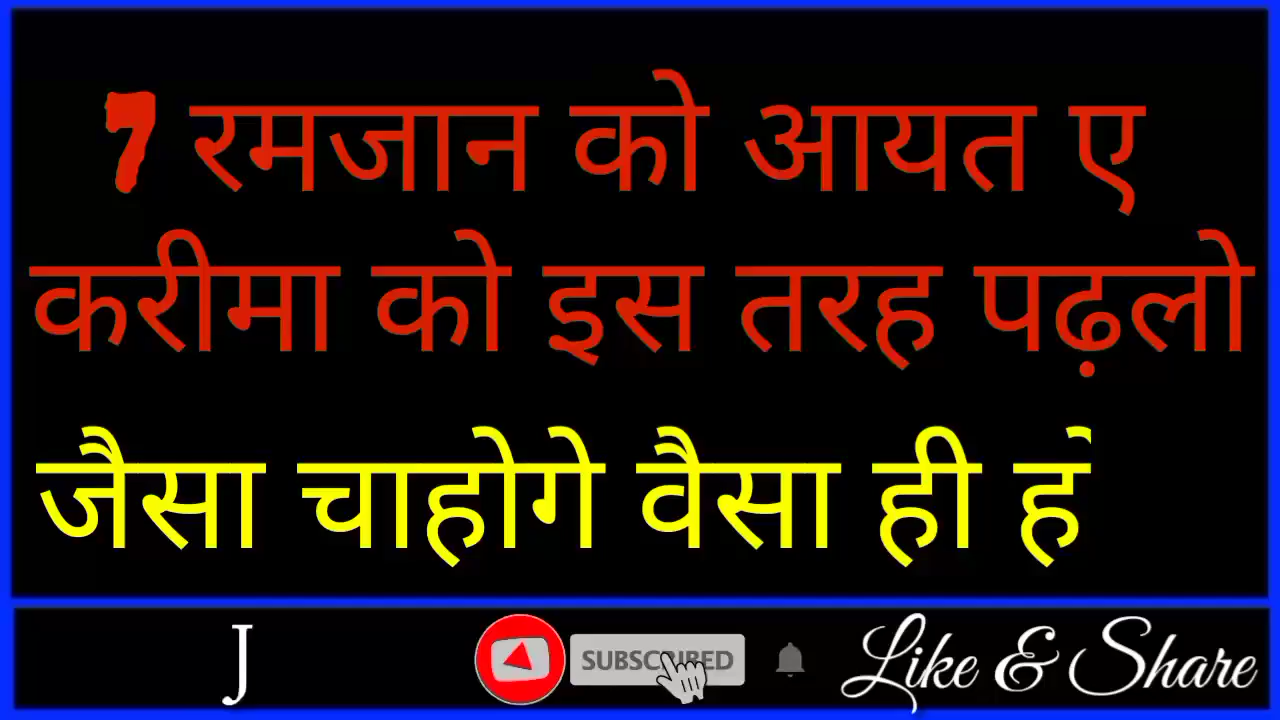 7 रमजान को आयत ए
करीमा को इस तरह पढ़लो
जैसा चाहोगे वैसा ही
J
SUBSCRIBED
Like & Share